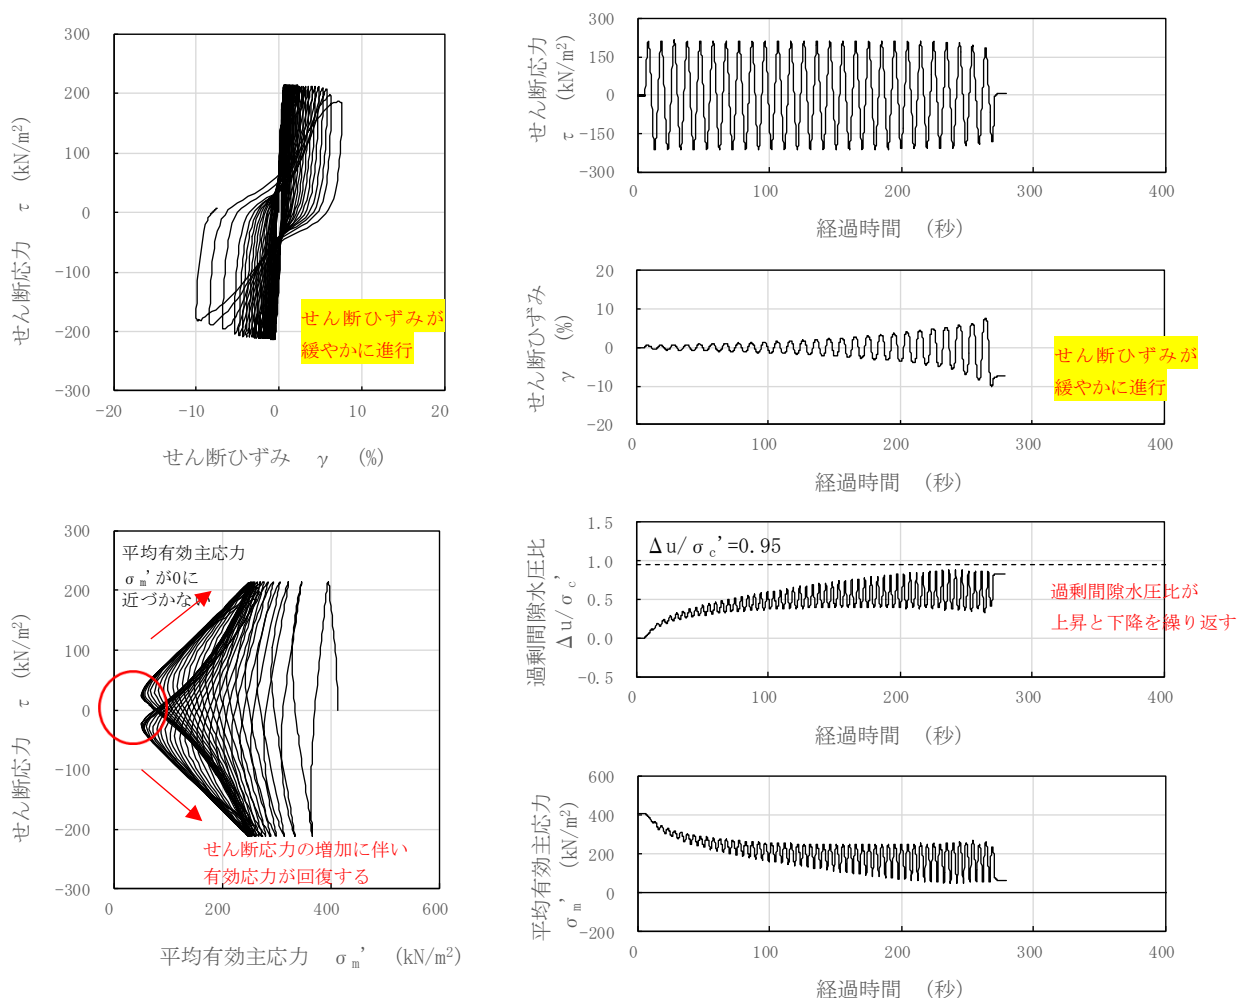 300
200
100
0
-100
-200
-300
せん断応力 τ (kN/m²)
-20
-10
0
10
20
せん断ひずみ γ (%)
せん断ひずみが
緩やかに進行
300
150
0
-150
-300
せん断応力
τ (kN/m²)
0
100
200
300
400
経過時間 (秒)
20
10
0
-10
-20
せん断ひずみ
γ (%)
0
100
200
300
400
経過時間 (秒)
せん断ひずみが
緩やかに進行
300
200
100
0
-100
-200
-300
せん断応力 τ (kN/m²)
平均有効主応力
σm'が0に
近づかない
せん断応力の増加に伴い
有効応力が回復する
0
200
400
600
平均有効主応力 σm' (kN/m²)
1.5
1.0
0.5
0.0
-0.5
過剰間隙水圧比
Δu/σc'
Δu/σc'=0.95
過剰間隙水圧比が
上昇と下降を繰り返す
0
100
200
300
400
経過時間 (秒)
600
400
200
0
-200
平均有効主応力
σm' (kN/m²)
0
100
200
300
400
経過時間 (秒)